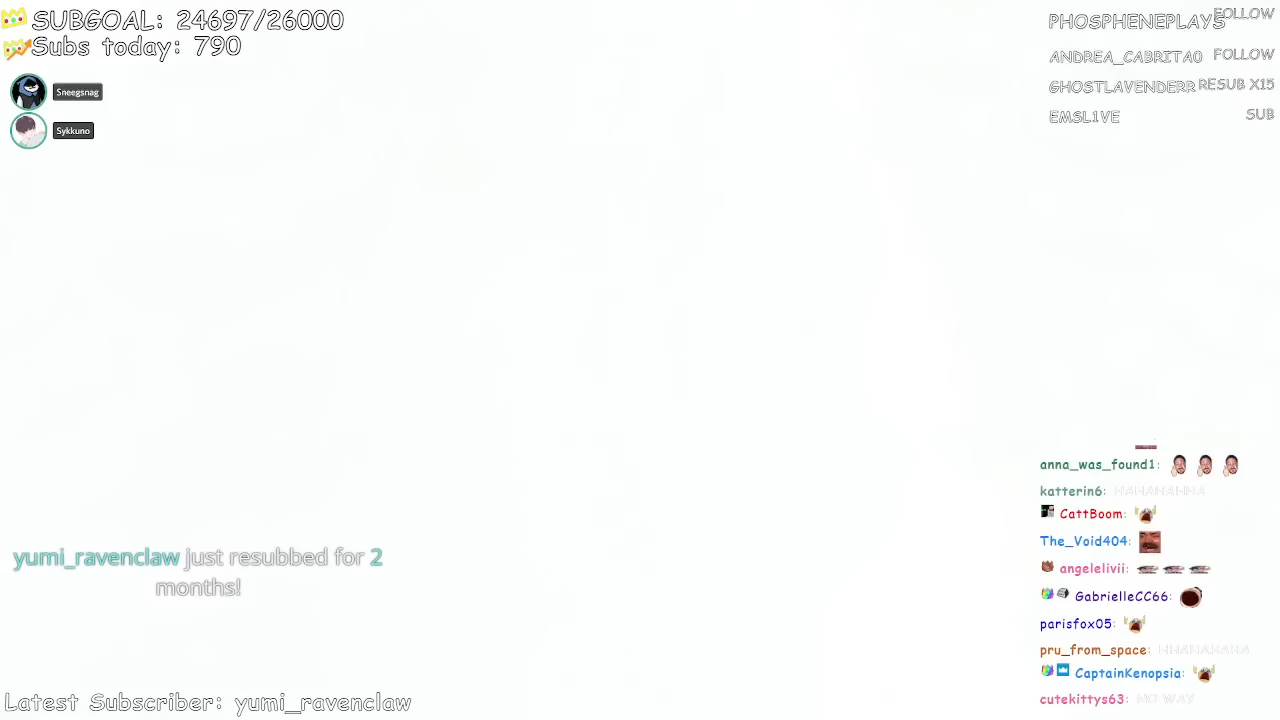 SUBGOAL: 24697/26000
Subs today: 790
Sneegsnag
Sykkuno
PHOSPHENEPLAYS FOLLOW
ANDREA_CABRITA0 FOLLOW
GHOSTLAVENDERR RESUB X15
EMSL1VE SUB
anna_was_found1:
katterin6: HAHAHAHHA
CattBoom:
The_Void404:
angelelivii:
GabrielleCC66:
parisfox05:
pru_from_space:
CaptainKenopsia:
cutekittys63: NO WAY
yumi_ravenclaw just resubbed for 2
months!
Latest Subscriber: yumi_ravenclaw